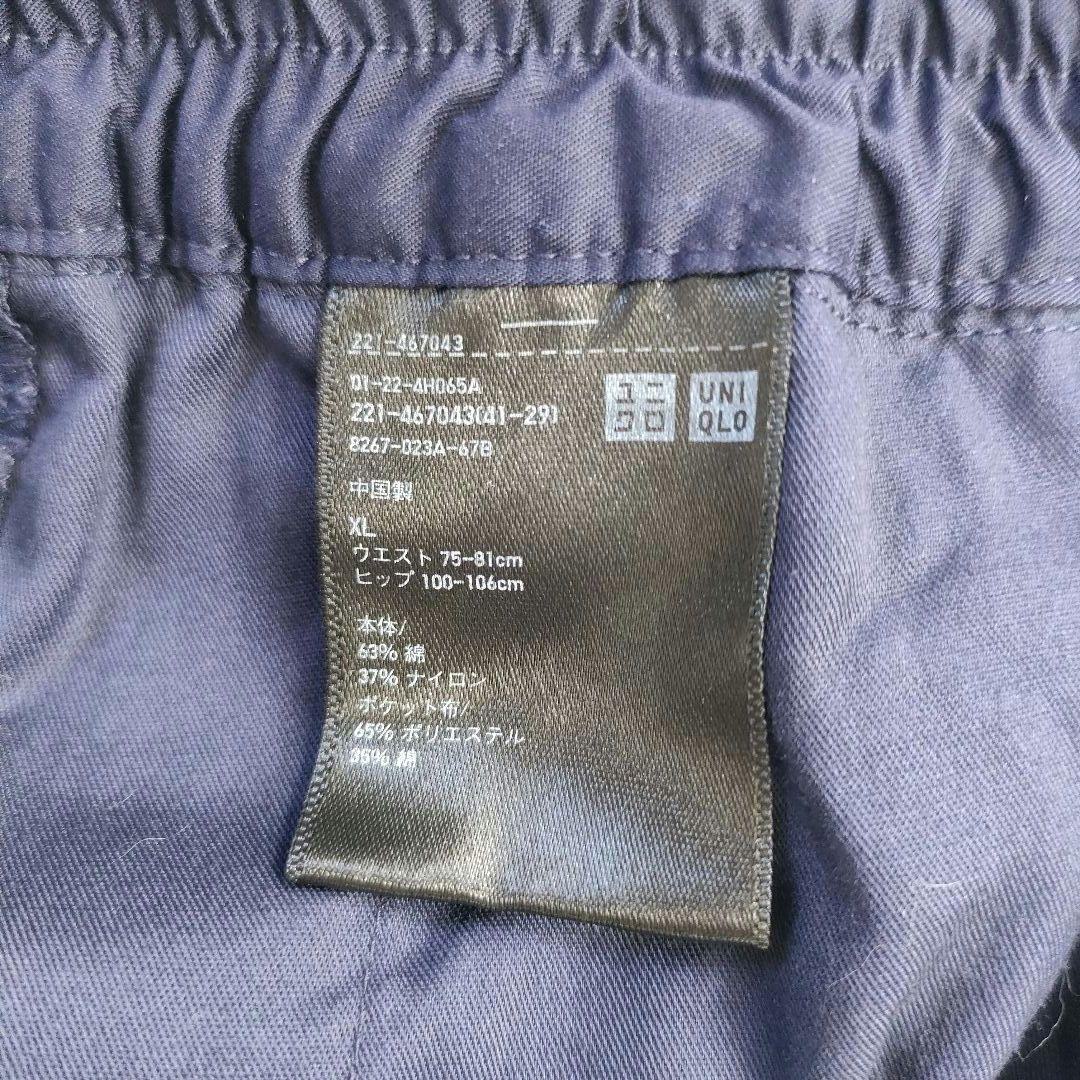 221-467043
01-22-4H065A
221-467043(41-29)
8267-023A-67B
ユニ
クロ
UNI
QLO
中国製
XL
ウエスト 75-81cm
ヒップ 100-106cm
本体/
63% 綿
37% ナイロン
ポケット布/
65% ポリエステル
35% 綿